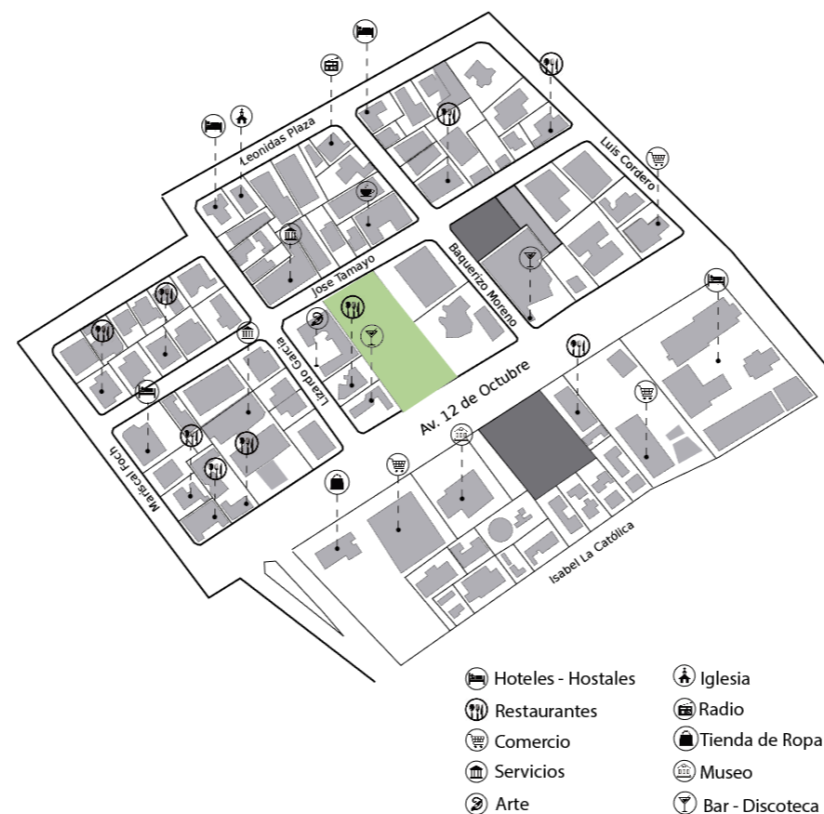 Leonidas Plaza
Luis Cordero
Jose Tamayo
Baquerizo Moreno
Lizardo García
Av. 12 de Octubre
Mariscal Foch
Isabel La Católica
Hoteles - Hostales
Restaurantes
Comercio
Servicios
Arte
Iglesia
Radio
Tienda de Ropa
Museo
Bar - Discoteca